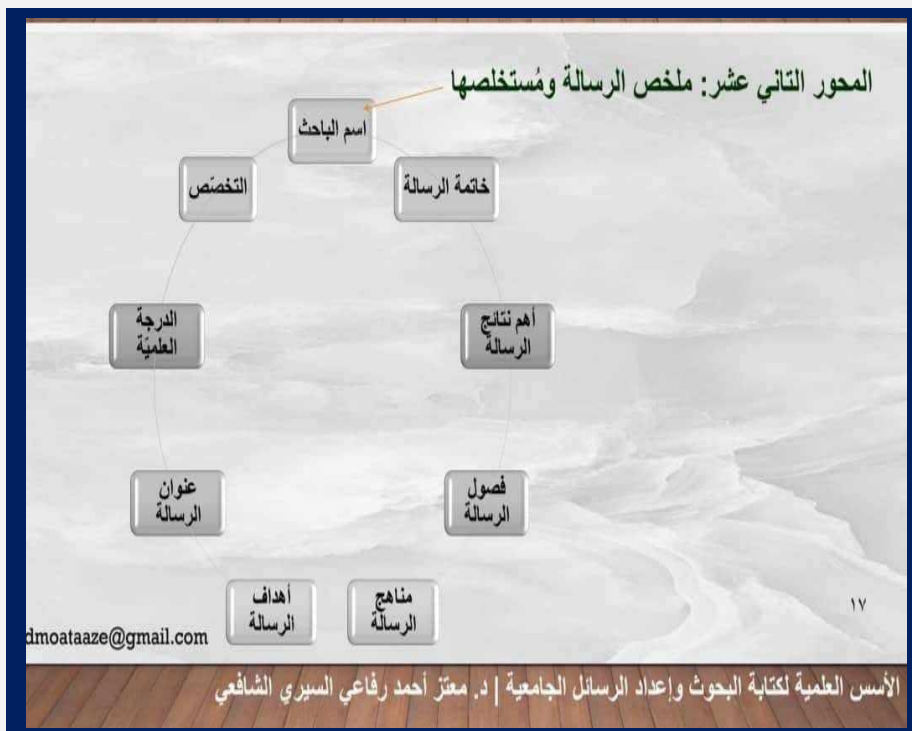 المحور التاني عشر: ملخص الرسالة ومُستخلصها
اسم الباحث
التخصّص
الدرجة
العلميّة
عنوان
الرسالة
أهداف
الرسالة
مناهج
الرسالة
فصول
الرسالة
أهم نتائج
الرسالة
خاتمة الرسالة
١٧
dmoataaze@gmail.com
الأسس العلمية لكتابة البحوث وإعداد الرسائل الجامعية | د. معتز أحمد رفاعي السيري الشافعي